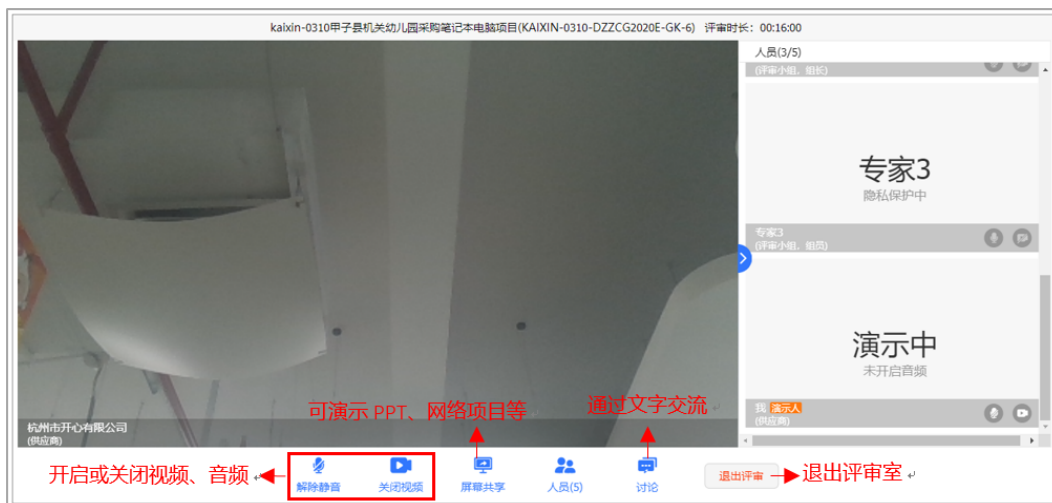 kaixin-0310甲子县机关幼儿园采购笔记本电脑项目(KAIXIN-0310-DZZCG2020E-GK-6) 评审时长：00:16:00
人员(3/5)
(评审小组，组长)
专家3
隐私保护中
专家3
(评审小组，组员)
演示中
未开启音频
我 演示人
(供应商)
杭州市开心有限公司
(供应商)
可演示 PPT、网络项目等
通过文字交流
开启或关闭视频、音频
解除静音
关闭视频
屏幕共享
人员(5)
讨论
退出评审
退出评审室